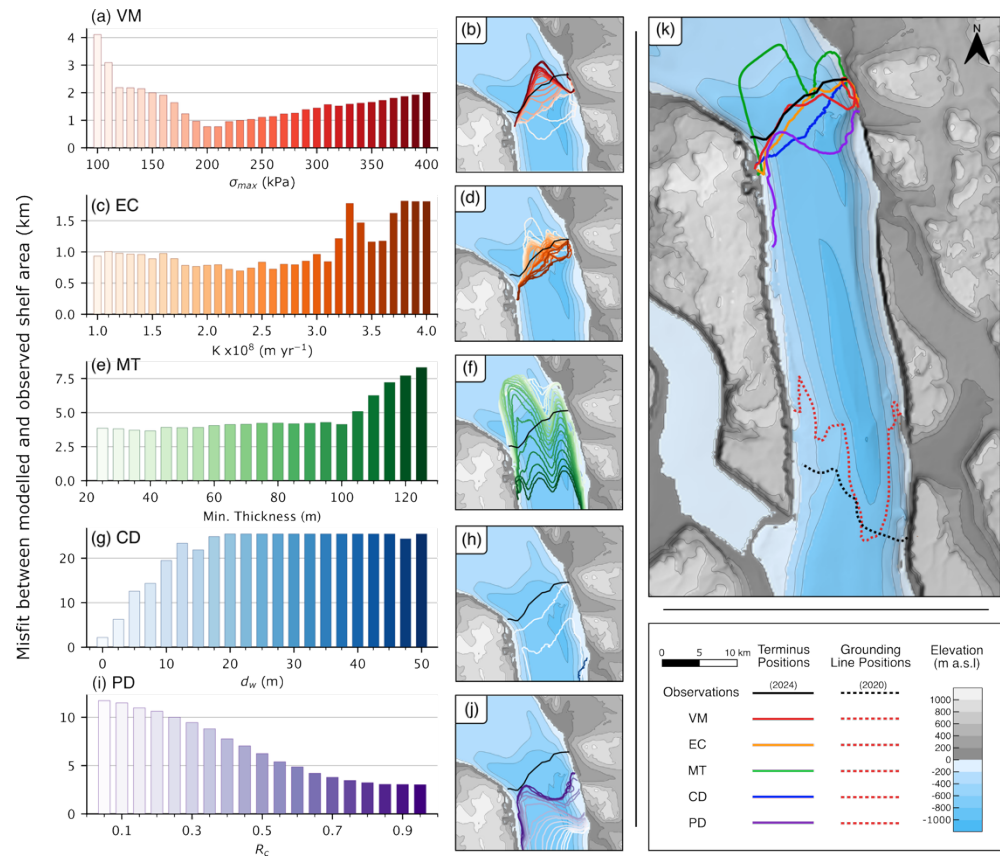 Misfit between modelled and observed shelf area (km)
(a) VM
4
3
2
1
0
100 150 200 250 300 350 400
σmax (kPa)
(b)
(c) EC
1.5
1.0
0.5
0.0
1.0 1.5 2.0 2.5 3.0 3.5 4.0
K x10⁸ (m yr⁻¹)
(d)
(e) MT
7.5
5.0
2.5
0.0
20 40 60 80 100 120
Min. Thickness (m)
(f)
(g) CD
20
10
0
0 10 20 30 40 50
d_w (m)
(h)
(i) PD
10
5
0
0.1 0.3 0.5 0.7 0.9
R_c
(j)
(k)
N
0 5 10 km
Terminus Positions
Grounding Line Positions
Elevation (m a.s.l)
Observations (2024) (2020)
VM
EC
MT
CD
PD
1000
800
600
400
200
0
-200
-400
-600
-800
-1000